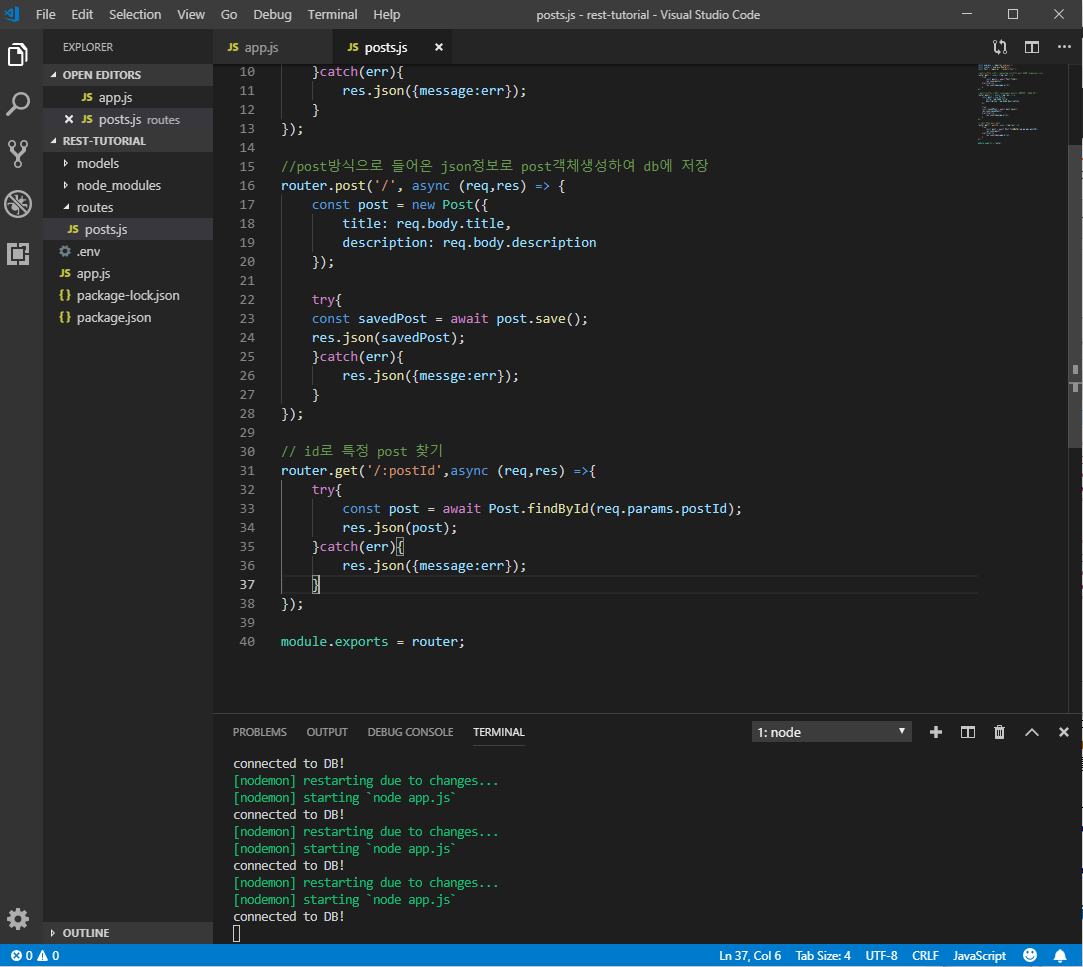 File Edit Selection View Go Debug Terminal Help posts.js - rest-tutorial - Visual Studio Code
EXPLORER
OPEN EDITORS
JS app.js
JS posts.js routes
REST-TUTORIAL
models
node_modules
routes
JS posts.js
.env
JS app.js
{} package-lock.json
{} package.json
OUTLINE
JS app.js JS posts.js
10 }catch(err){
11 res.json({message:err});
12 }
13 });
14
15 //post방식으로 들어온 json정보로 post객체생성하여 db에 저장
16 router.post('/', async (req,res) => {
17 const post = new Post({
18 title: req.body.title,
19 description: req.body.description
20 });
21
22 try{
23 const savedPost = await post.save();
24 res.json(savedPost);
25 }catch(err){
26 res.json({messge:err});
27 }
28 });
29
30 // id로 특정 post 찾기
31 router.get('/:postId',async (req,res) =>{
32 try{
33 const post = await Post.findById(req.params.postId);
34 res.json(post);
35 }catch(err){
36 res.json({message:err});
37 }
38 });
39
40 module.exports = router;
PROBLEMS OUTPUT DEBUG CONSOLE TERMINAL 1: node
connected to DB!
[nodemon] restarting due to changes...
[nodemon] starting `node app.js`
connected to DB!
[nodemon] restarting due to changes...
[nodemon] starting `node app.js`
connected to DB!
[nodemon] restarting due to changes...
[nodemon] starting `node app.js`
connected to DB!
0 0 Ln 37, Col 6 Tab Size: 4 UTF-8 CRLF JavaScript